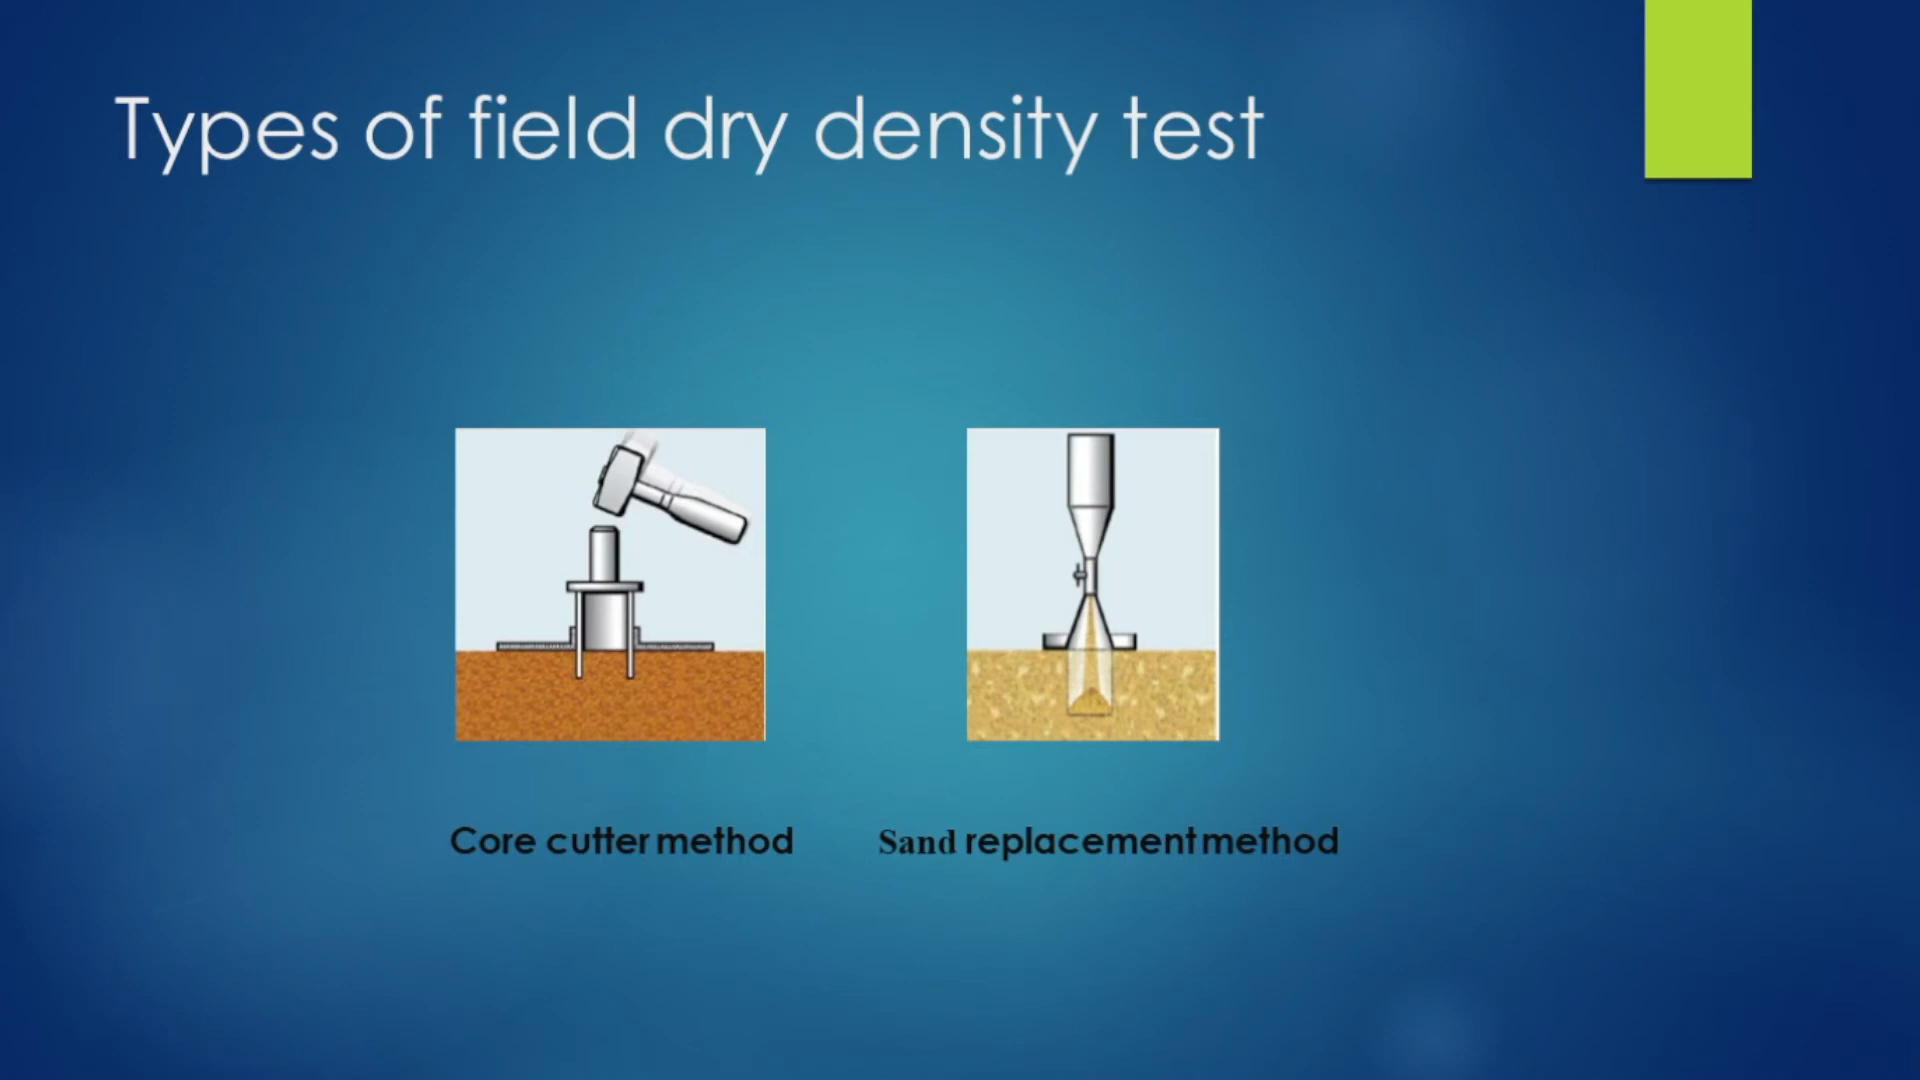 Types of field dry density test
Core cutter method
Sand replacement method